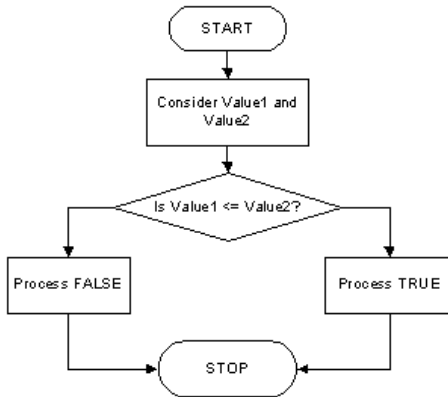 START
Consider Value1 and
Value2
Is Value1 <= Value2?
Process FALSE
Process TRUE
STOP